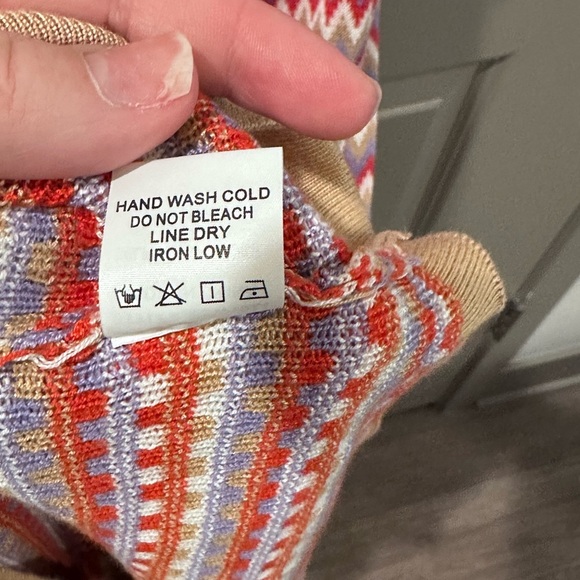 HAND WASH COLD
DO NOT BLEACH
LINE DRY
IRON LOW